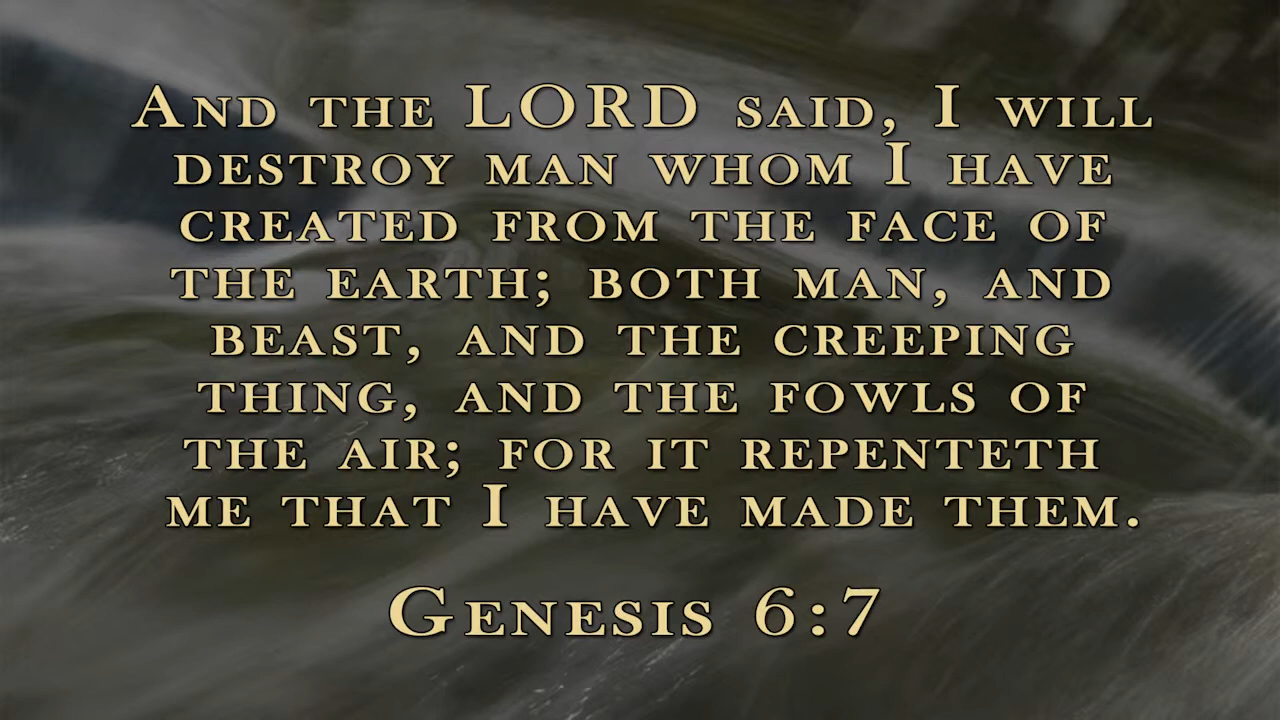 And the LORD said, I will
destroy man whom I have
created from the face of
the earth; both man, and
beast, and the creeping
thing, and the fowls of
the air; for it repenteth
me that I have made them.
Genesis 6:7